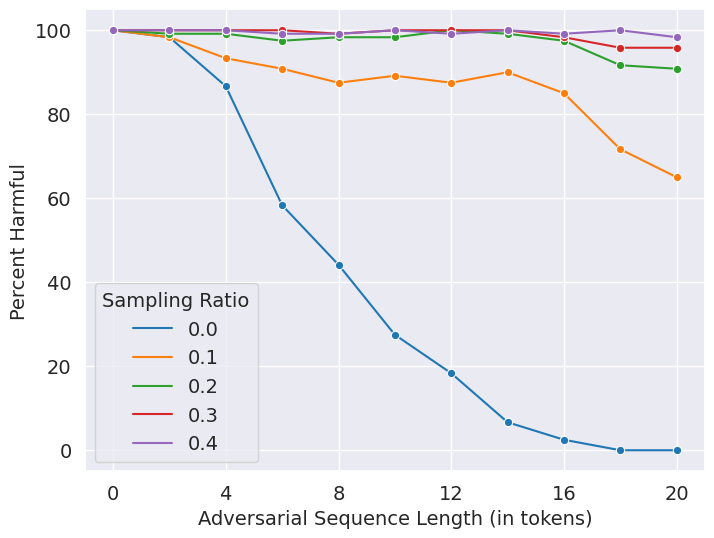 100
80
60
40
20
0
Percent Harmful
Sampling Ratio
0.0
0.1
0.2
0.3
0.4
0 4 8 12 16 20
Adversarial Sequence Length (in tokens)